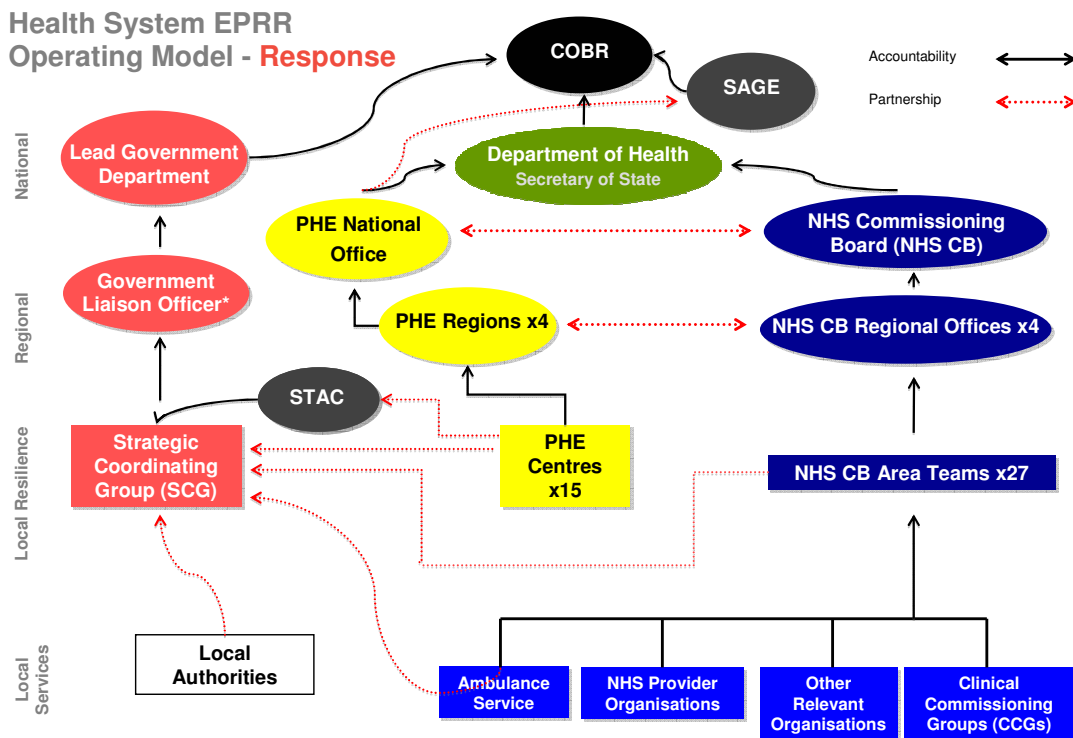 Health System EPRR
Operating Model - Response
COBR
SAGE
Accountability
Partnership
National
Lead Government
Department
Department of Health
Secretary of State
PHE National
Office
NHS Commissioning
Board (NHS CB)
Regional
Government
Liaison Officer*
PHE Regions x4
NHS CB Regional Offices x4
Local Resilience
STAC
Strategic
Coordinating
Group (SCG)
PHE
Centres
x15
NHS CB Area Teams x27
Local
Services
Local
Authorities
Ambulance
Service
NHS Provider
Organisations
Other
Relevant
Organisations
Clinical
Commissioning
Groups (CCGs)